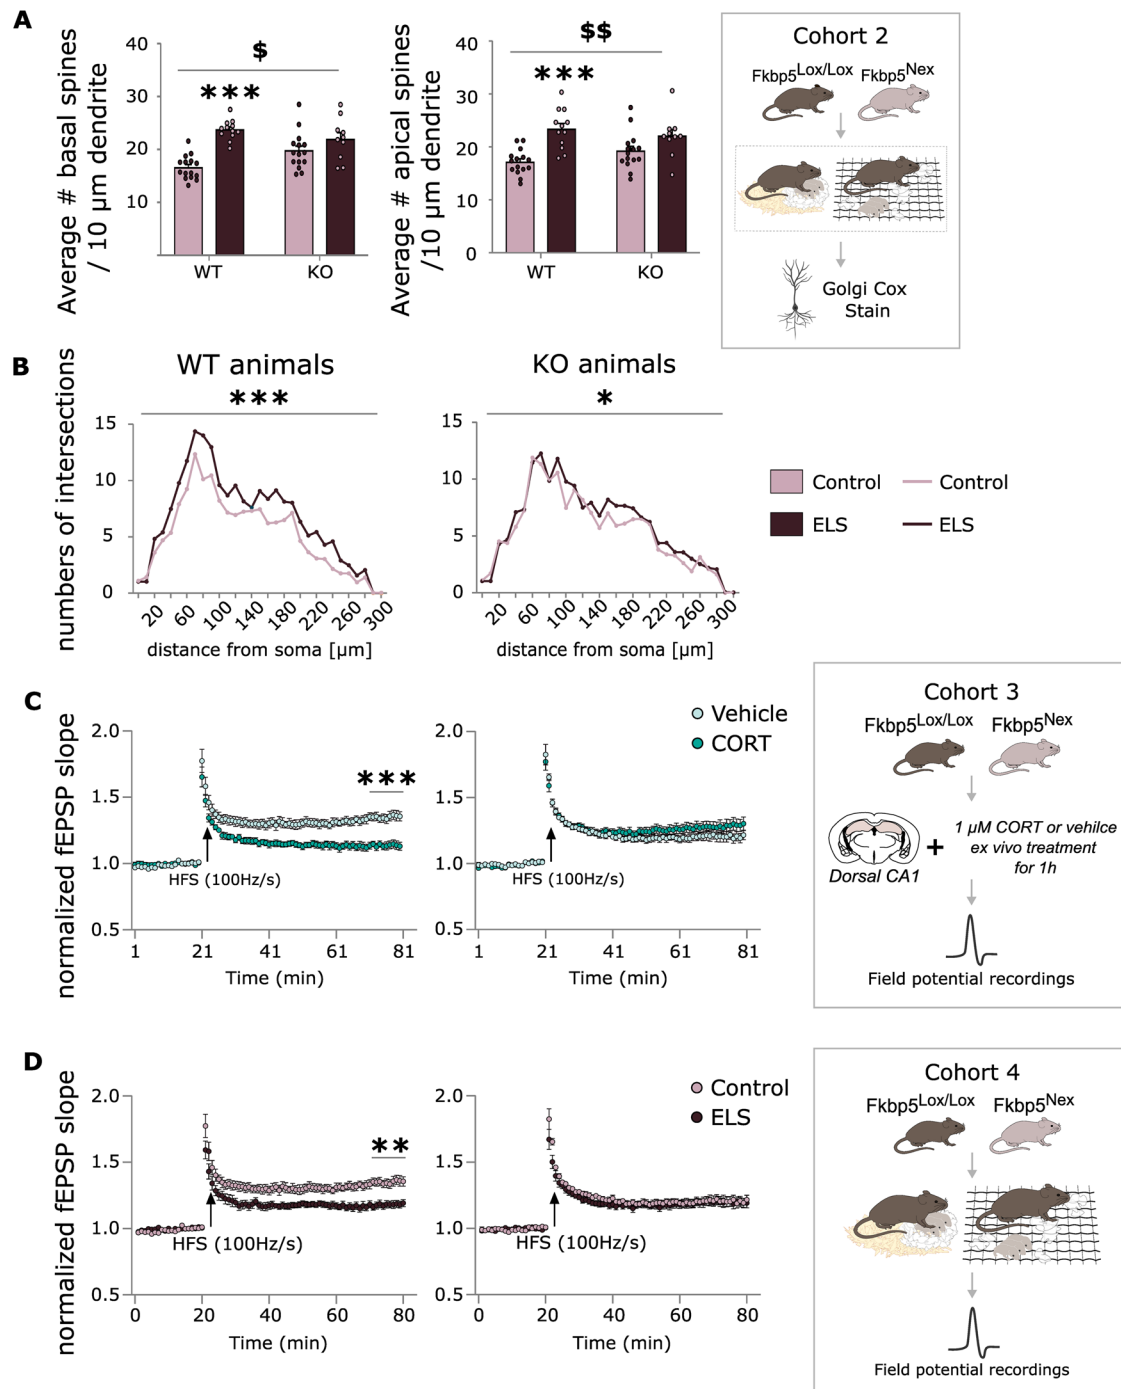 A
Average # basal spines
/ 10 µm dendrite
40
30
20
10
$
***
WT
KO
Average # apical spines
/10 µm dendrite
40
30
20
10
0
$$
***
WT
KO
Cohort 2
Fkbp5Lox/Lox
Fkbp5Nex
Golgi Cox
Stain
B
numbers of intersections
WT animals
***
15
10
5
0
20
60
100
140
180
220
260
300
distance from soma [µm]
KO animals
*
15
10
5
0
20
60
100
140
180
220
260
300
distance from soma [µm]
Control
Control
ELS
ELS
C
normalized fEPSP slope
2.0
1.5
1.0
0.5
***
HFS (100Hz/s)
1
21
41
61
81
Time (min)
2.0
1.5
1.0
0.5
HFS (100Hz/s)
1
21
41
61
81
Time (min)
Vehicle
CORT
Cohort 3
Fkbp5Lox/Lox
Fkbp5Nex
Dorsal CA1
+
1 µM CORT or vehilce
ex vivo treatment
for 1h
Field potential recordings
D
normalized fEPSP slope
2.0
1.5
1.0
0.5
**
HFS (100Hz/s)
0
20
40
60
80
Time (min)
2.0
1.5
1.0
0.5
HFS (100Hz/s)
0
20
40
60
80
Time (min)
Control
ELS
Cohort 4
Fkbp5Lox/Lox
Fkbp5Nex
Field potential recordings